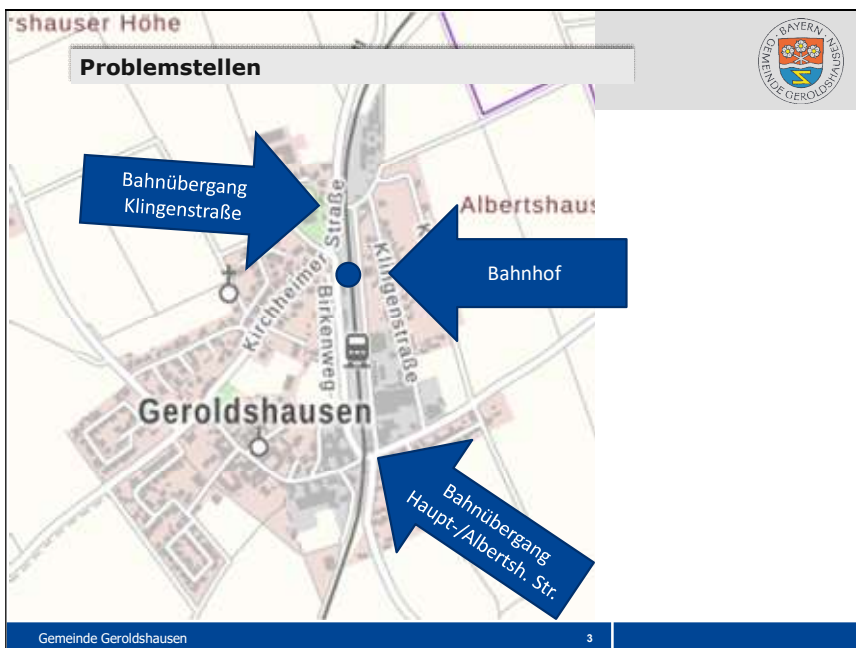 rshauser Höhe
Problemstellen
BAYERN
GEMEINDE GEROLDSHAUSEN
Bahnübergang
Klingenstraße
Albertshaus
Bahnhof
Kirchheimer Straße
Klingenstraße
K
Birkenweg
Geroldshausen
Bahnübergang
Haupt-/Albertsh. Str.
Gemeinde Geroldshausen
3